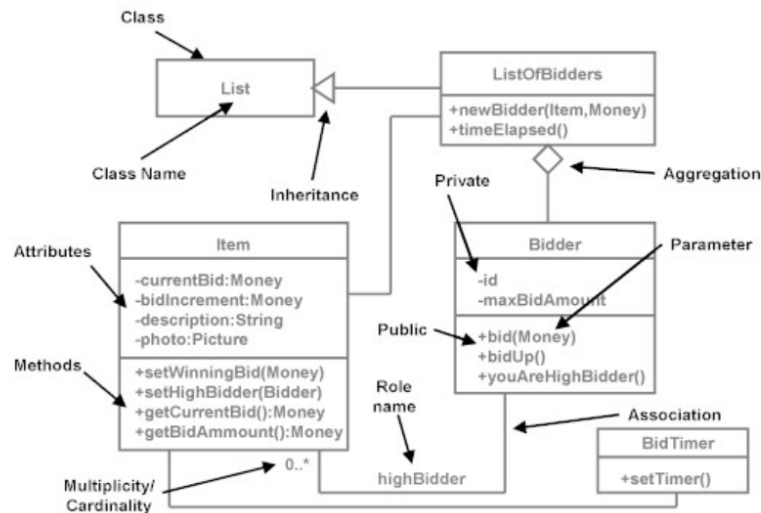 Class
List
Class Name
Inheritance
ListOfBidders
+newBidder(Item,Money)
+timeElapsed()
Private
Aggregation
Attributes
Item
-currentBid:Money
-bidIncrement:Money
-description:String
-photo:Picture
Methods
+setWinningBid(Money)
+setHighBidder(Bidder)
+getCurrentBid():Money
+getBidAmmount():Money
Bidder
Parameter
-id
-maxBidAmount
Public
+bid(Money)
+bidUp()
+youAreHighBidder()
Role
name
Association
BidTimer
+setTimer()
0..*
highBidder
Multiplicity/
Cardinality